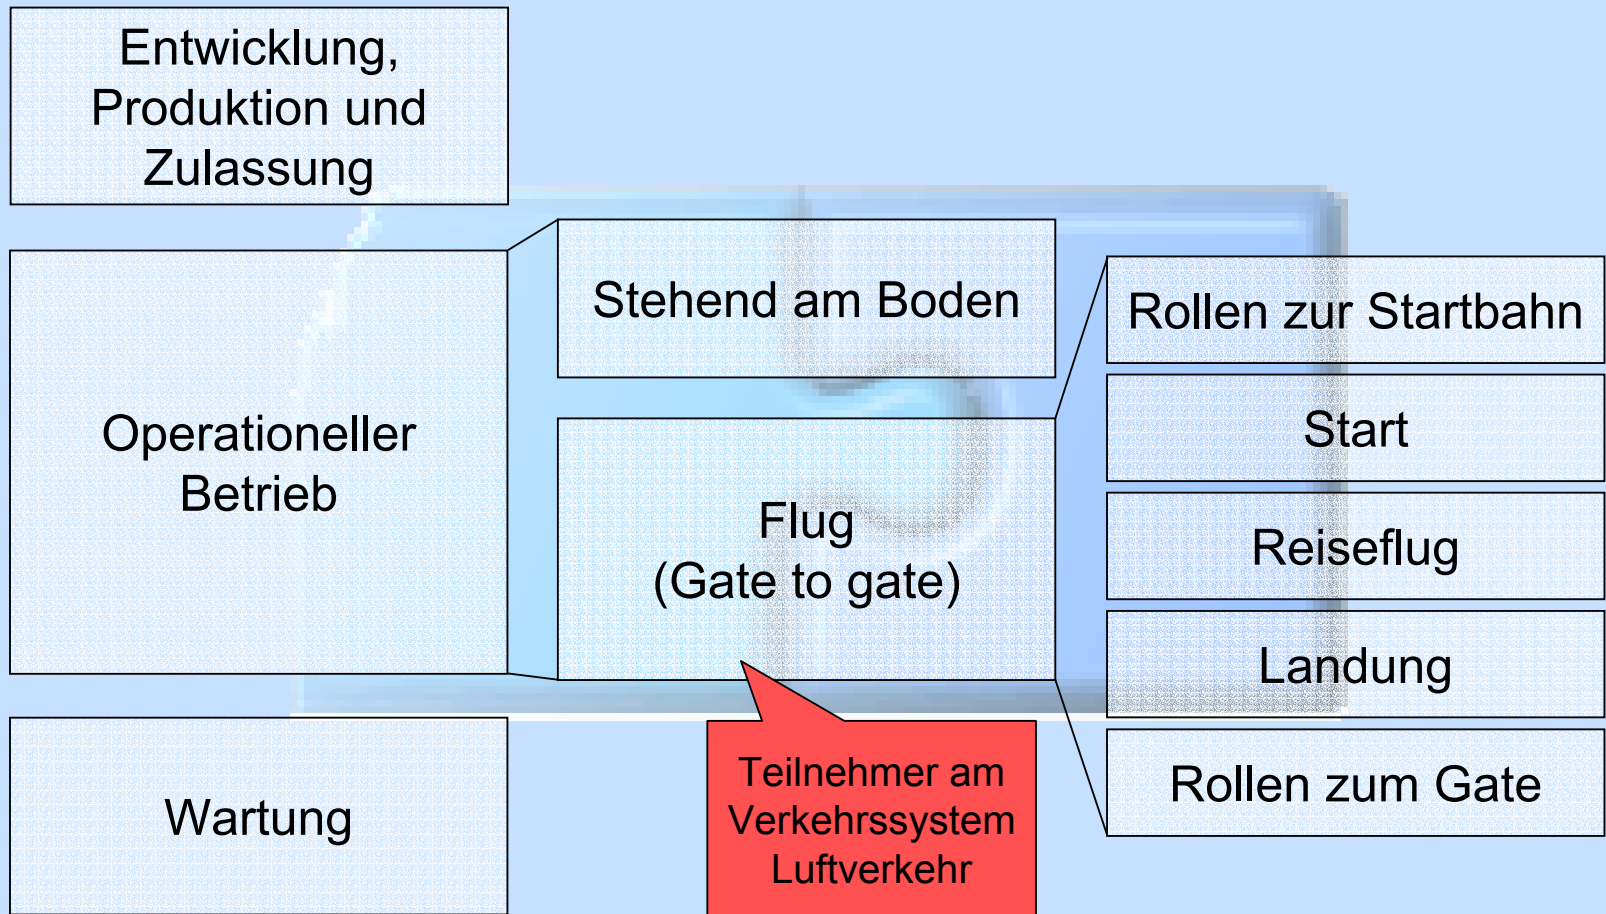 Entwicklung,
Produktion und
Zulassung
Operationeller
Betrieb
Wartung
Stehend am Boden
Flug
(Gate to gate)
Teilnehmer am
Verkehrssystem
Luftverkehr
Rollen zur Startbahn
Start
Reiseflug
Landung
Rollen zum Gate